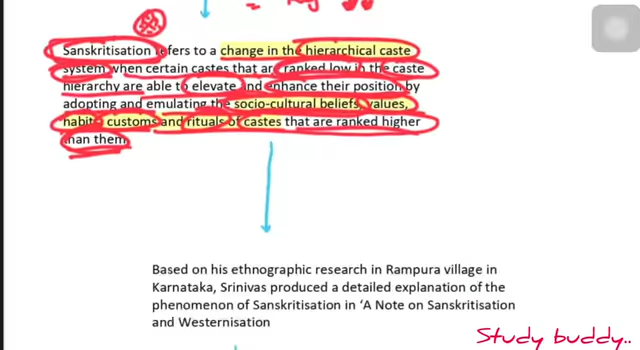 Sanskritisation refers to a change in the hierarchical caste
system when certain castes that are ranked low in the caste
hierarchy are able to elevate and enhance their position by
adopting and emulating the socio-cultural beliefs, values,
habits customs and rituals of castes that are ranked higher
than them
Based on his ethnographic research in Rampura village in
Karnataka, Srinivas produced a detailed explanation of the
phenomenon of Sanskritisation in ‘A Note on Sanskritisation
and Westernisation
Study buddy..